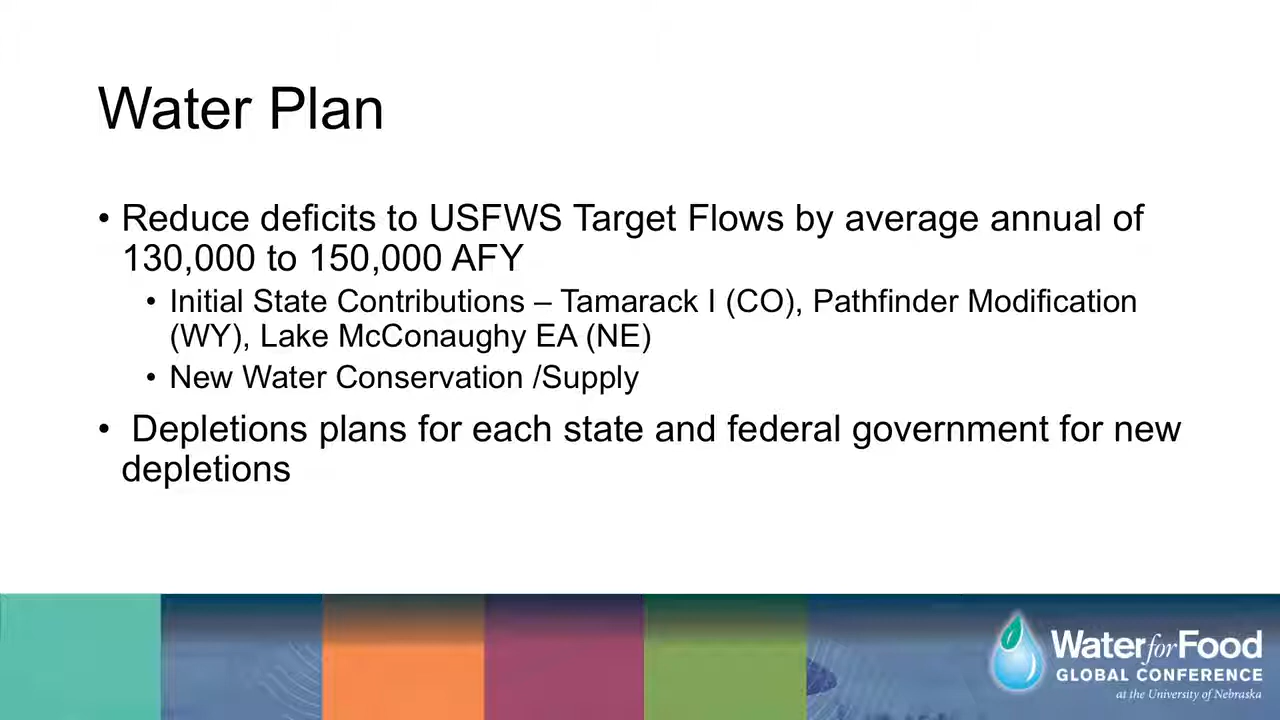 Water Plan
• Reduce deficits to USFWS Target Flows by average annual of
130,000 to 150,000 AFY
• Initial State Contributions – Tamarack I (CO), Pathfinder Modification
(WY), Lake McConaughy EA (NE)
• New Water Conservation /Supply
• Depletions plans for each state and federal government for new
depletions
Water for Food
GLOBAL CONFERENCE
at the University of Nebraska